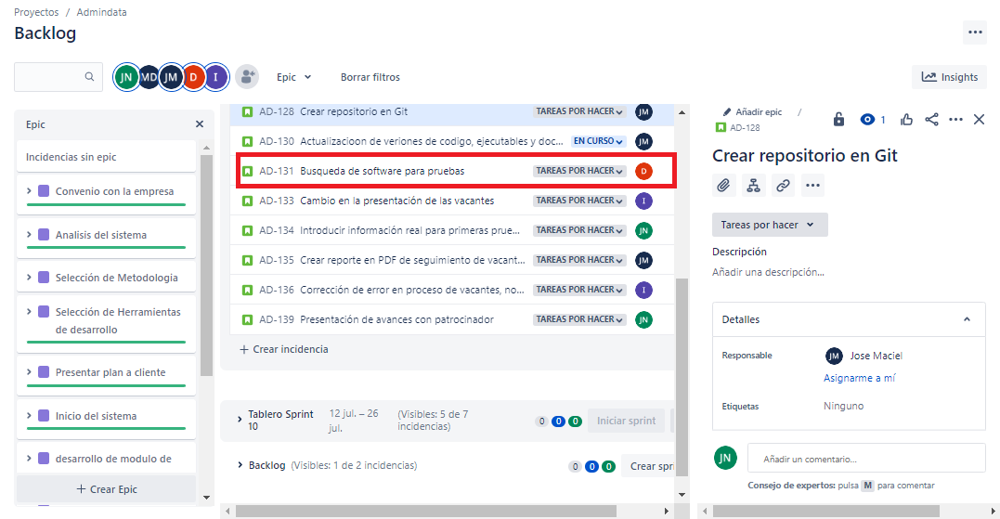 Proyectos / Admindata
Backlog
JN MD JM D I
Epic
Borrar filtros
Insights
Epic
Incidencias sin epic
Convenio con la empresa
Analisis del sistema
Selección de Metodologia
Selección de Herramientas
de desarrollo
Presentar plan a cliente
Inicio del sistema
desarrollo de modulo de
+ Crear Epic
AD-128 Crear repositorio en Git TAREAS POR HACER JM
AD-130 Actualizacioon de veriones de codigo, ejecutables y doc... EN CURSO JM
AD-131 Busqueda de software para pruebas TAREAS POR HACER D
AD-133 Cambio en la presentación de las vacantes TAREAS POR HACER I
AD-134 Introducir información real para primeras prue... TAREAS POR HACER JN
AD-135 Crear reporte en PDF de seguimiento de vacant... TAREAS POR HACER JM
AD-136 Corrección de error en proceso de vacantes, no... TAREAS POR HACER I
AD-139 Presentación de avances con patrocinador TAREAS POR HACER JN
+ Crear incidencia
Tablero Sprint
10
12 jul. – 26
jul.
(Visibles: 5 de 7
incidencias)
0 0 0
Iniciar sprint
Backlog (Visibles: 1 de 2 incidencias)
0 0 0
Crear spri
Añadir epic /
AD-128
1
Crear repositorio en Git
Tareas por hacer
Descripción
Añadir una descripción...
Detalles
Responsable
JM Jose Maciel
Asignarme a mí
Etiquetas
Ninguno
JN
Añadir un comentario...
Consejo de expertos: pulsa M para comentar